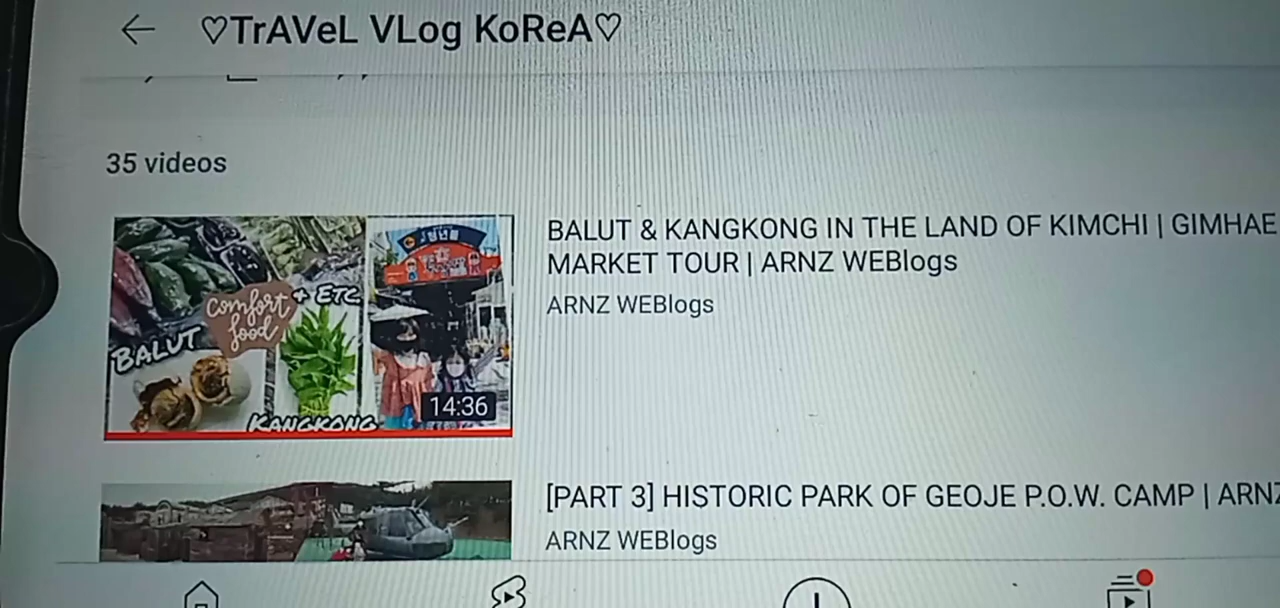 ♡TrAVeL VLog KoReA♡
35 videos
BALUT & KANGKONG IN THE LAND OF KIMCHI | GIMHAE
MARKET TOUR | ARNZ WEBlogs
ARNZ WEBlogs
comfort
food
+ ETC.
BALUT
KANGKONG
14:36
[PART 3] HISTORIC PARK OF GEOJE P.O.W. CAMP | ARNZ
ARNZ WEBlogs